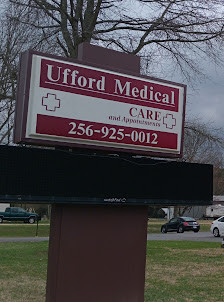 Ufford Medical
CARE
and Appointments
256-925-0012